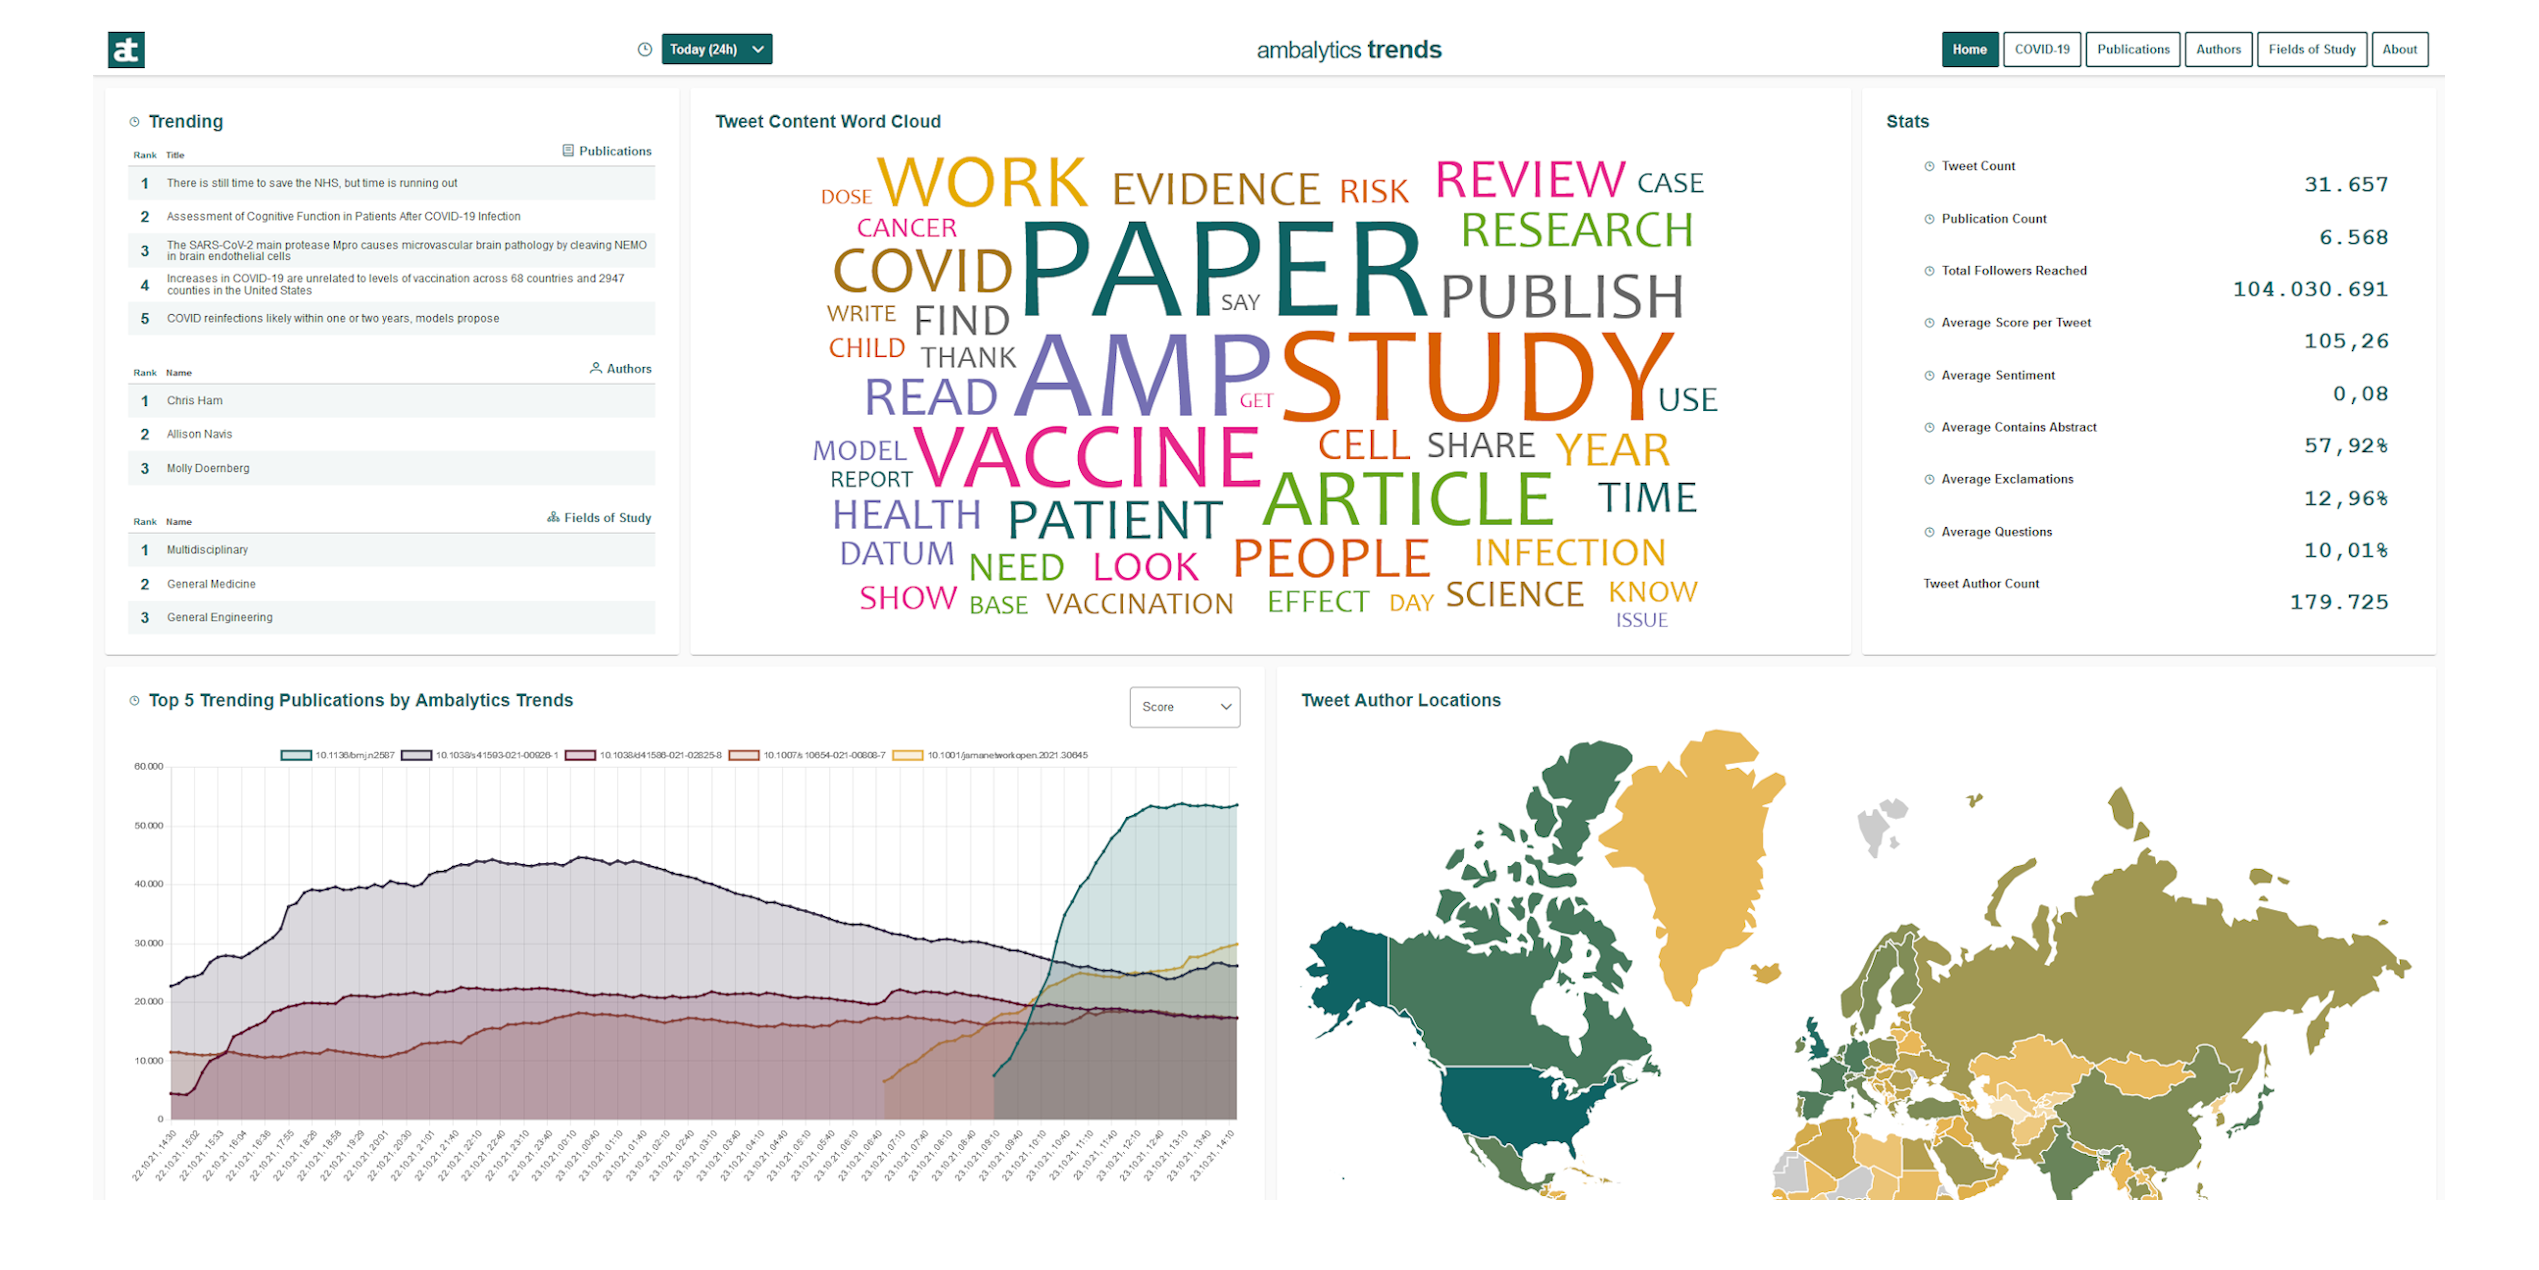 at
Today (24h)
ambalytics trends
Home
COVID-19
Publications
Authors
Fields of Study
About
Trending
Publications
Rank Title
1 There is still time to save the NHS, but time is running out
2 Assessment of Cognitive Function in Patients After COVID-19 Infection
3 The SARS-CoV-2 main protease Mpro causes microvascular brain pathology by cleaving NEMO
in brain endothelial cells
4 Increases in COVID-19 are unrelated to levels of vaccination across 68 countries and 2947
counties in the United States
5 COVID reinfections likely within one or two years, models propose
Authors
Rank Name
1 Chris Ham
2 Allison Navis
3 Molly Doernberg
Fields of Study
Rank Name
1 Multidisciplinary
2 General Medicine
3 General Engineering
Tweet Content Word Cloud
DOSE WORK EVIDENCE RISK REVIEW CASE
CANCER PAPER RESEARCH
COVID SAY PUBLISH
WRITE FIND
CHILD THANK AMP STUDY
READ GET USE
MODEL VACCINE CELL SHARE YEAR
REPORT ARTICLE TIME
HEALTH PATIENT
DATUM NEED LOOK PEOPLE INFECTION
SHOW BASE VACCINATION EFFECT DAY SCIENCE KNOW
ISSUE
Stats
Tweet Count
31.657
Publication Count
6.568
Total Followers Reached
104.030.691
Average Score per Tweet
105,26
Average Sentiment
0,08
Average Contains Abstract
57,92%
Average Exclamations
12,96%
Average Questions
10,01%
Tweet Author Count
179.725
Top 5 Trending Publications by Ambalytics Trends
Score
10.1136/bmj.n2587 10.1038/s41593-021-00926-1 10.1038/d41586-021-02825-8 10.1007/s10654-021-00808-7 10.1001/jamanetworkopen.2021.30645
60.000
50.000
40.000
30.000
20.000
10.000
0
22.10.21, 14:30
22.10.21, 15:02
22.10.21, 15:33
22.10.21, 16:04
22.10.21, 16:36
22.10.21, 17:55
22.10.21, 18:26
22.10.21, 18:58
22.10.21, 19:29
22.10.21, 20:01
22.10.21, 20:30
22.10.21, 21:01
22.10.21, 21:40
22.10.21, 22:10
22.10.21, 22:40
22.10.21, 23:10
22.10.21, 23:40
23.10.21, 00:10
23.10.21, 00:40
23.10.21, 01:10
23.10.21, 01:40
23.10.21, 02:10
23.10.21, 02:40
23.10.21, 03:10
23.10.21, 03:40
23.10.21, 04:10
23.10.21, 04:40
23.10.21, 05:10
23.10.21, 05:40
23.10.21, 06:10
23.10.21, 06:40
23.10.21, 07:10
23.10.21, 07:40
23.10.21, 08:10
23.10.21, 08:40
23.10.21, 09:10
23.10.21, 09:40
23.10.21, 10:10
23.10.21, 10:40
23.10.21, 11:10
23.10.21, 11:40
23.10.21, 12:10
23.10.21, 12:40
23.10.21, 13:10
23.10.21, 13:40
23.10.21, 14:10
Tweet Author Locations